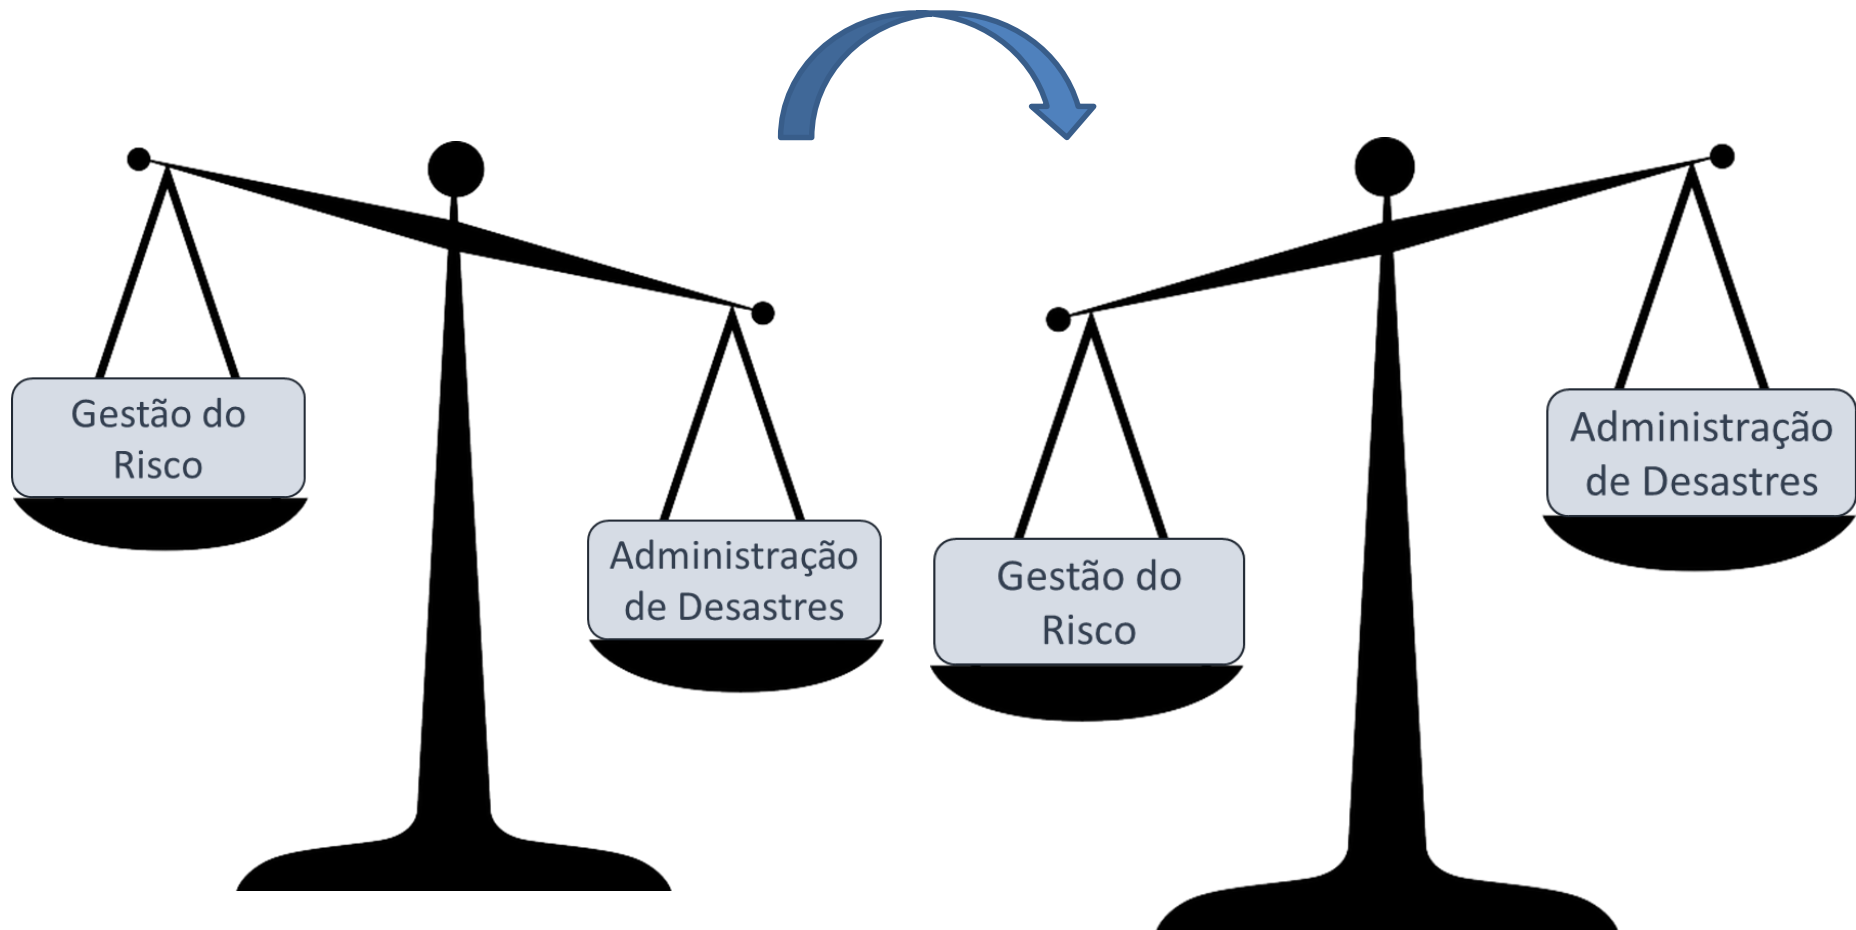 Gestão do
Risco
Administração
de Desastres
Gestão do
Risco
Administração
de Desastres